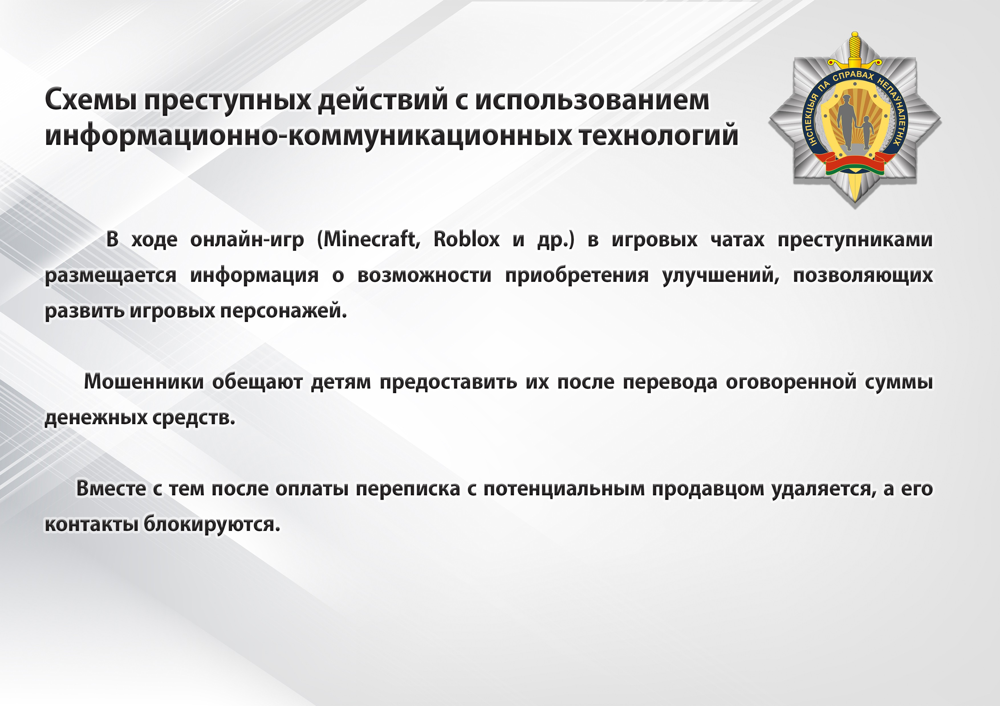 Схемы преступных действий с использованием
информационно-коммуникационных технологий
ІНСПЕКЦЫЯ ПА СПРАВАХ НЕПАЎНАЛЕТНІХ
В ходе онлайн-игр (Minecraft, Roblox и др.) в игровых чатах преступниками
размещается информация о возможности приобретения улучшений, позволяющих
развить игровых персонажей.
Мошенники обещают детям предоставить их после перевода оговоренной суммы
денежных средств.
Вместе с тем после оплаты переписка с потенциальным продавцом удаляется, а его
контакты блокируются.